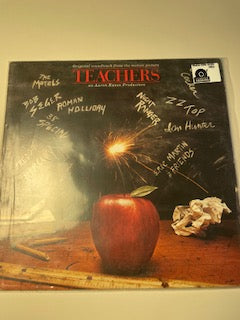 Original soundtrack from the motion picture
TEACHERS
an Aaron Russo Production
THE MOTELS
BOB SEGER
ROMAN HOLLIDAY
38 SPECIAL
NIGHT RANGER
ZZ TOP
Ian Hunter
ERIC MARTIN
& FRIENDS